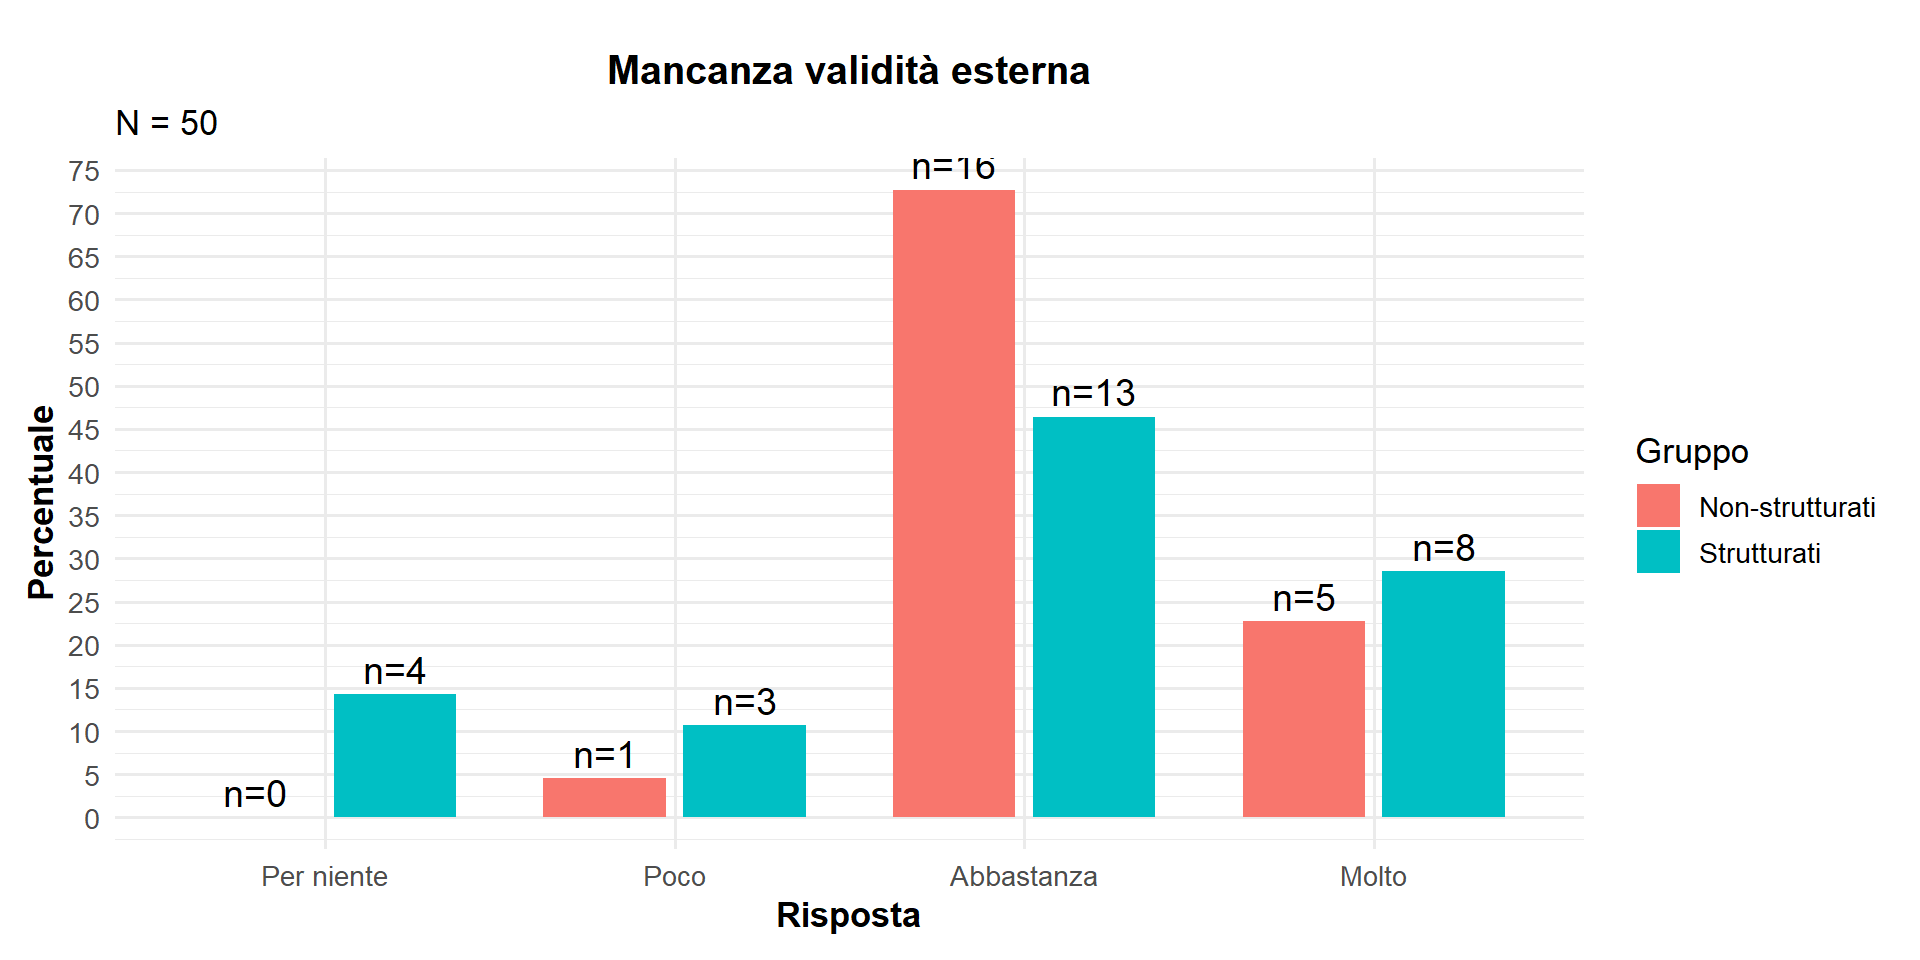 Mancanza validità esterna
N = 50
Percentuale
75
70
65
60
55
50
45
40
35
30
25
20
15
10
5
0
n=0
n=4
n=1
n=3
n=16
n=13
n=5
n=8
Per niente
Poco
Abbastanza
Molto
Risposta
Gruppo
Non-strutturati
Strutturati